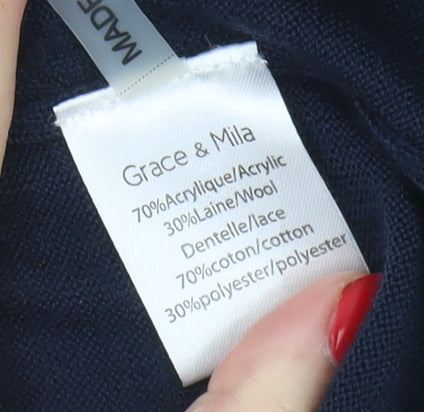 MADE
Grace & Mila
70%Acrylique/Acrylic
30%Laine/Wool
Dentelle/lace
70%coton/cotton
30%polyester/polyester